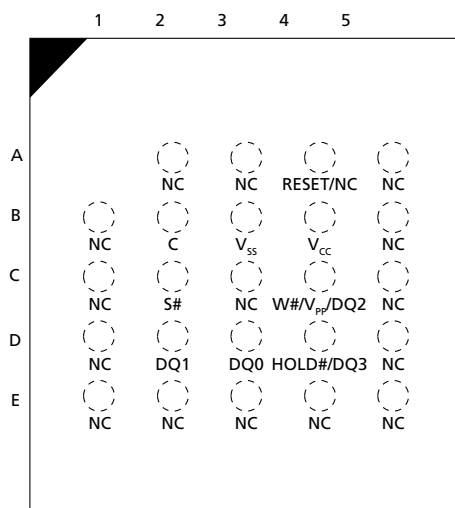 1 2 3 4 5
A
NC NC RESET/NC NC
B
NC C VSS VCC NC
C
NC S# NC W#/VPP/DQ2 NC
D
NC DQ1 DQ0 HOLD#/DQ3 NC
E
NC NC NC NC NC